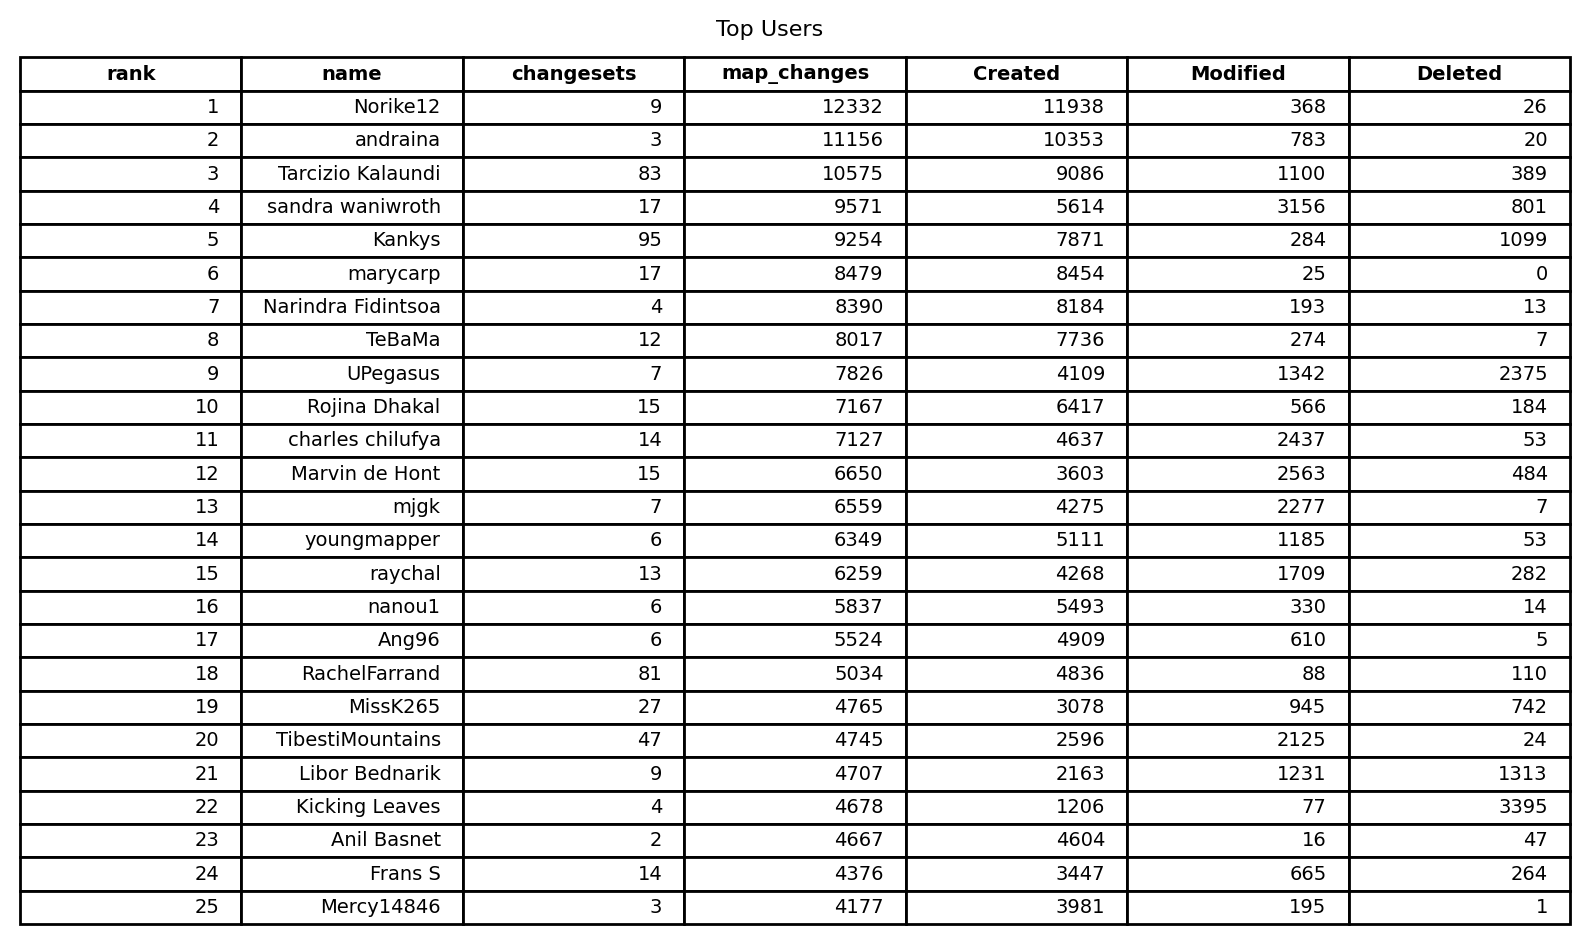 Top Users
rank name changesets map_changes Created Modified Deleted
1 Norike12 9 12332 11938 368 26
2 andraina 3 11156 10353 783 20
3 Tarcizio Kalaundi 83 10575 9086 1100 389
4 sandra waniwroth 17 9571 5614 3156 801
5 Kankys 95 9254 7871 284 1099
6 marycarp 17 8479 8454 25 0
7 Narindra Fidintsoa 4 8390 8184 193 13
8 TeBaMa 12 8017 7736 274 7
9 UPegasus 7 7826 4109 1342 2375
10 Rojina Dhakal 15 7167 6417 566 184
11 charles chilufya 14 7127 4637 2437 53
12 Marvin de Hont 15 6650 3603 2563 484
13 mjgk 7 6559 4275 2277 7
14 youngmapper 6 6349 5111 1185 53
15 raychal 13 6259 4268 1709 282
16 nanou1 6 5837 5493 330 14
17 Ang96 6 5524 4909 610 5
18 RachelFarrand 81 5034 4836 88 110
19 MissK265 27 4765 3078 945 742
20 TibestiMountains 47 4745 2596 2125 24
21 Libor Bednarik 9 4707 2163 1231 1313
22 Kicking Leaves 4 4678 1206 77 3395
23 Anil Basnet 2 4667 4604 16 47
24 Frans S 14 4376 3447 665 264
25 Mercy14846 3 4177 3981 195 1